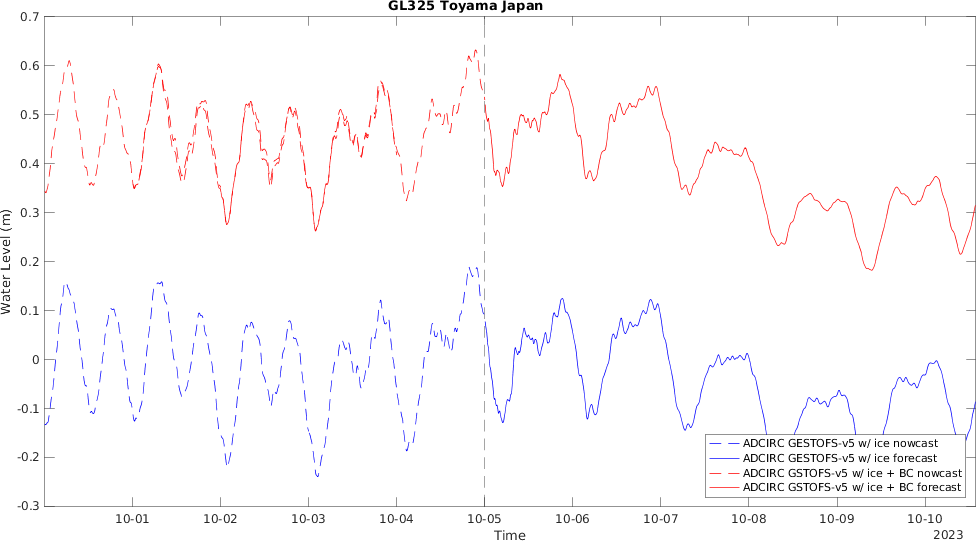 GL325 Toyama Japan
0.7
0.6
0.5
0.4
0.3
0.2
0.1
0
-0.1
-0.2
-0.3
Water Level (m)
ADCIRC GESTOFS-v5 w/ ice nowcast
ADCIRC GESTOFS-v5 w/ ice forecast
ADCIRC GSTOFS-v5 w/ ice + BC nowcast
ADCIRC GSTOFS-v5 w/ ice + BC forecast
10-01 10-02 10-03 10-04 10-05 10-06 10-07 10-08 10-09 10-10
Time
2023